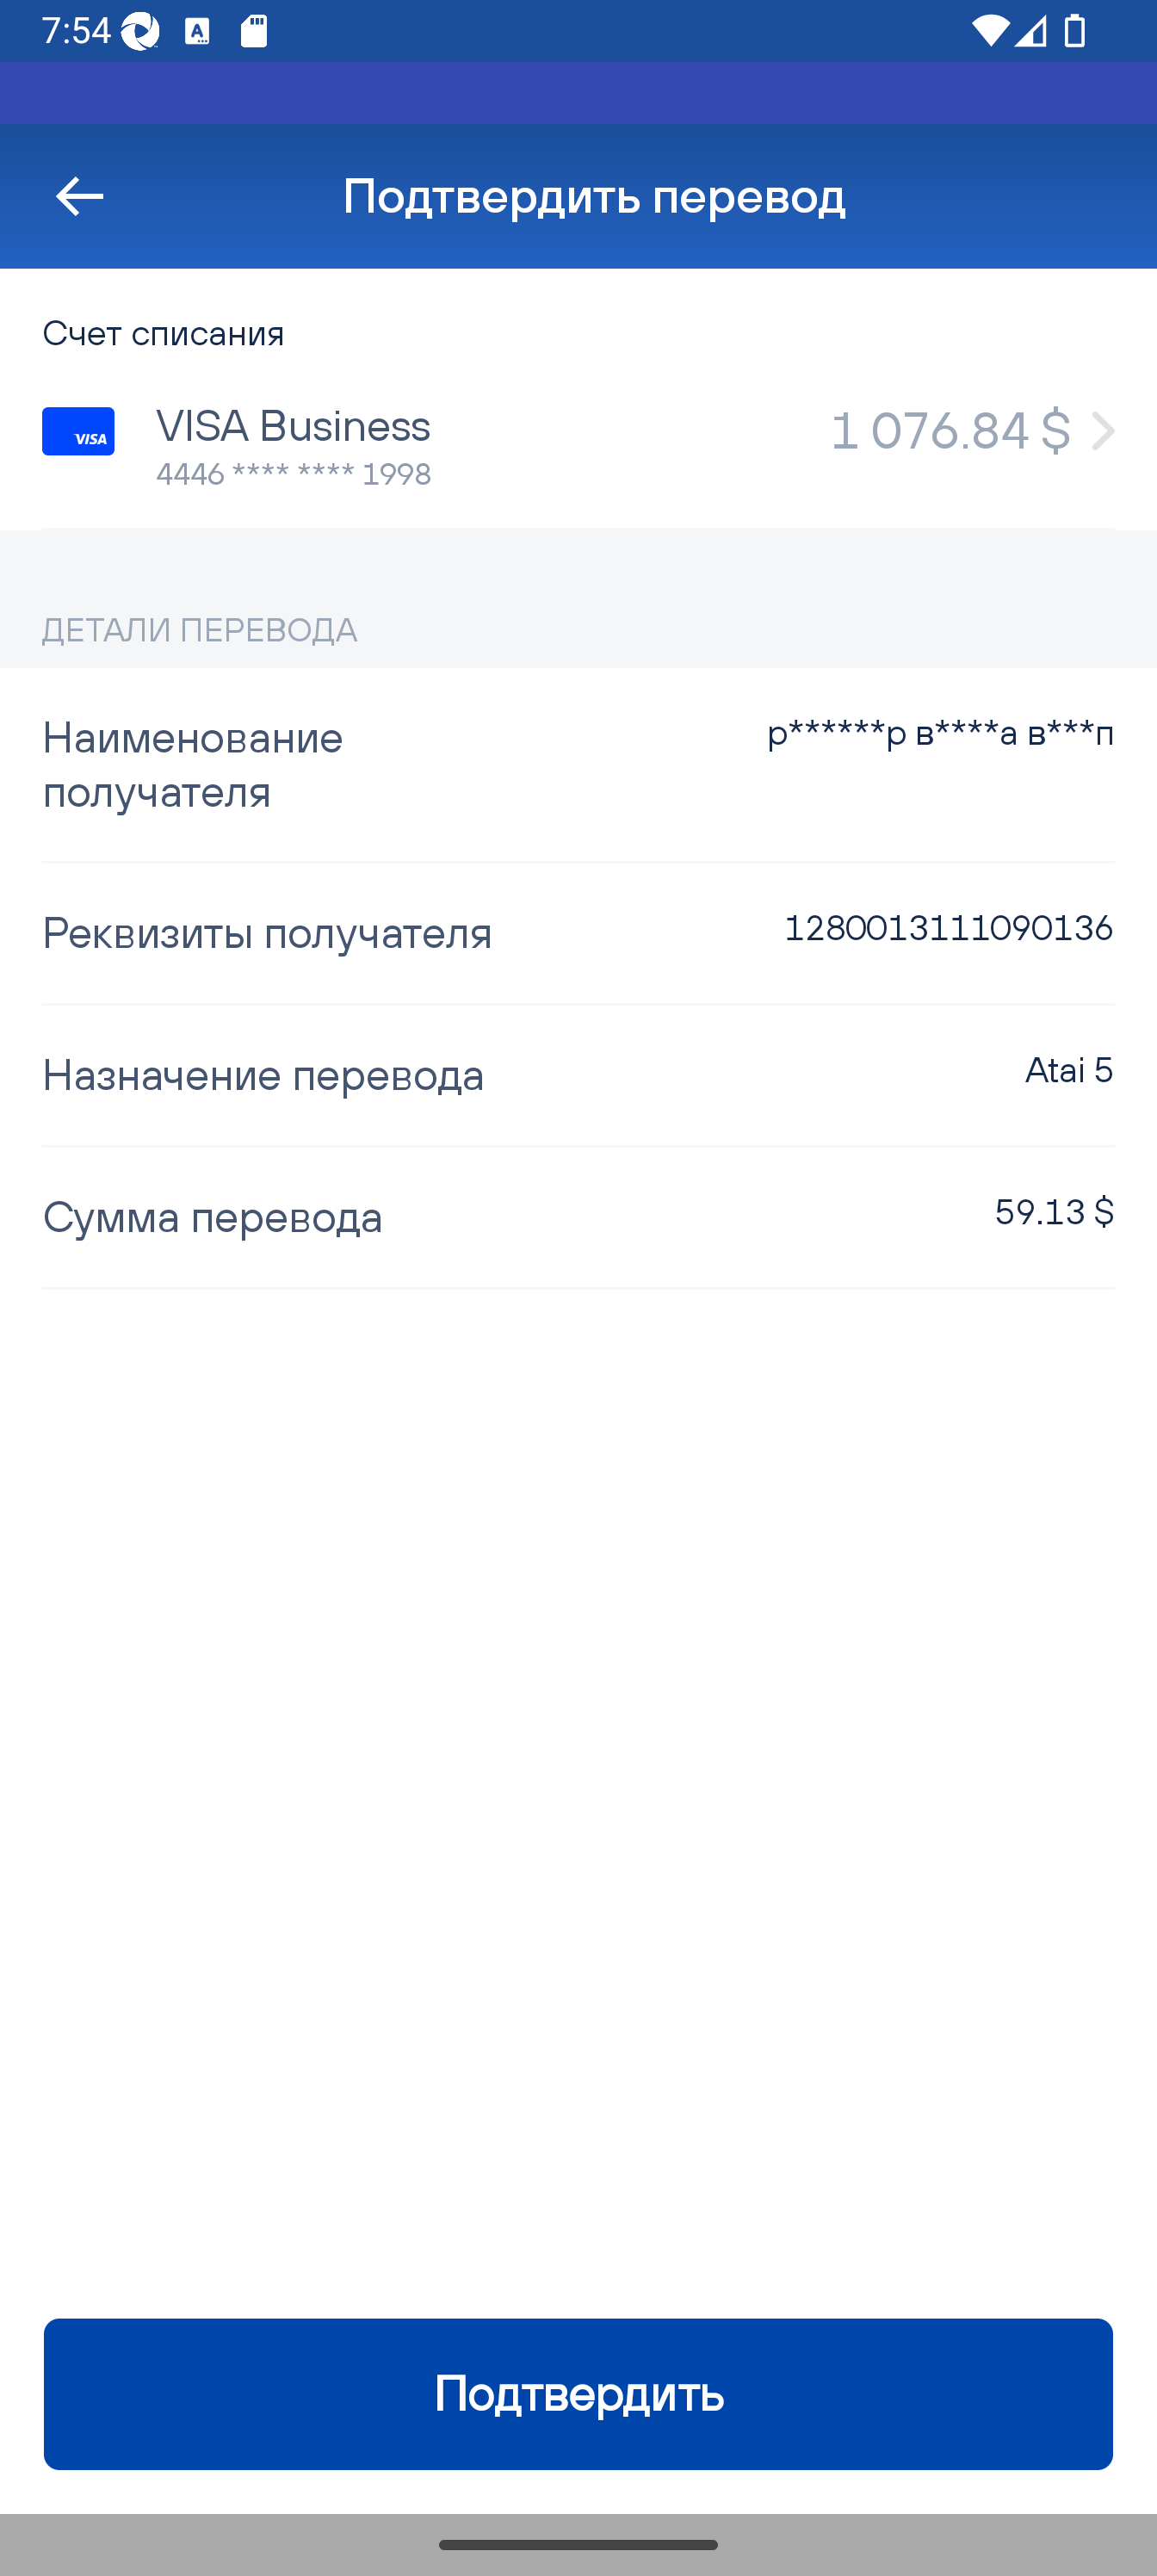 7:54
Подтвердить перевод
Счет списания
VISA
VISA Business
1 076.84 $
4446 **** **** 1998
ДЕТАЛИ ПЕРЕВОДА
Наименование получателя
р******р в****а в***п
Реквизиты получателя
1280013111090136
Назначение перевода
Atai 5
Сумма перевода
59.13 $
Подтвердить